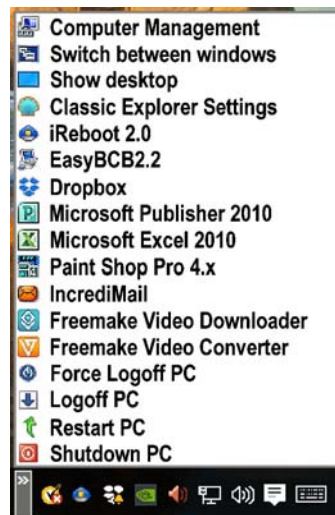 Computer Management
Switch between windows
Show desktop
Classic Explorer Settings
iReboot 2.0
EasyBCB2.2
Dropbox
Microsoft Publisher 2010
Microsoft Excel 2010
Paint Shop Pro 4.x
IncrediMail
Freemake Video Downloader
Freemake Video Converter
Force Logoff PC
Logoff PC
Restart PC
Shutdown PC